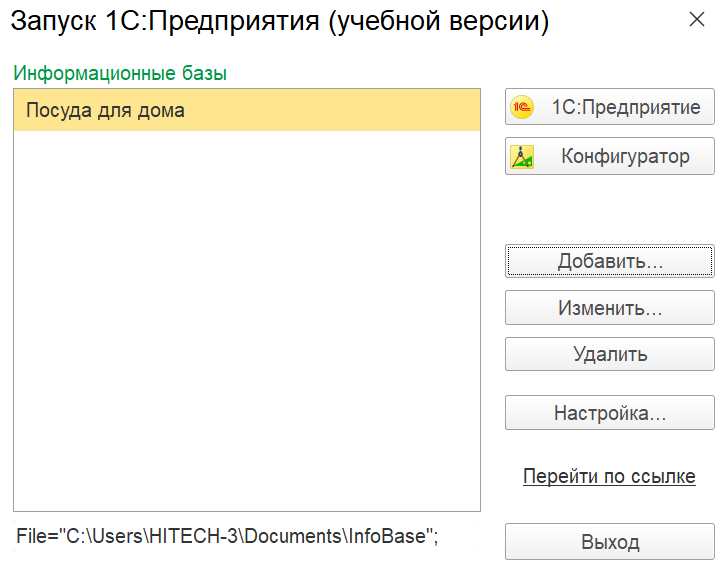 Запуск 1С:Предприятия (учебной версии)
Информационные базы
Посуда для дома
1С:Предприятие
Конфигуратор
Добавить...
Изменить...
Удалить
Настройка...
Перейти по ссылке
File="C:\Users\HITECH-3\Documents\InfoBase";
Выход